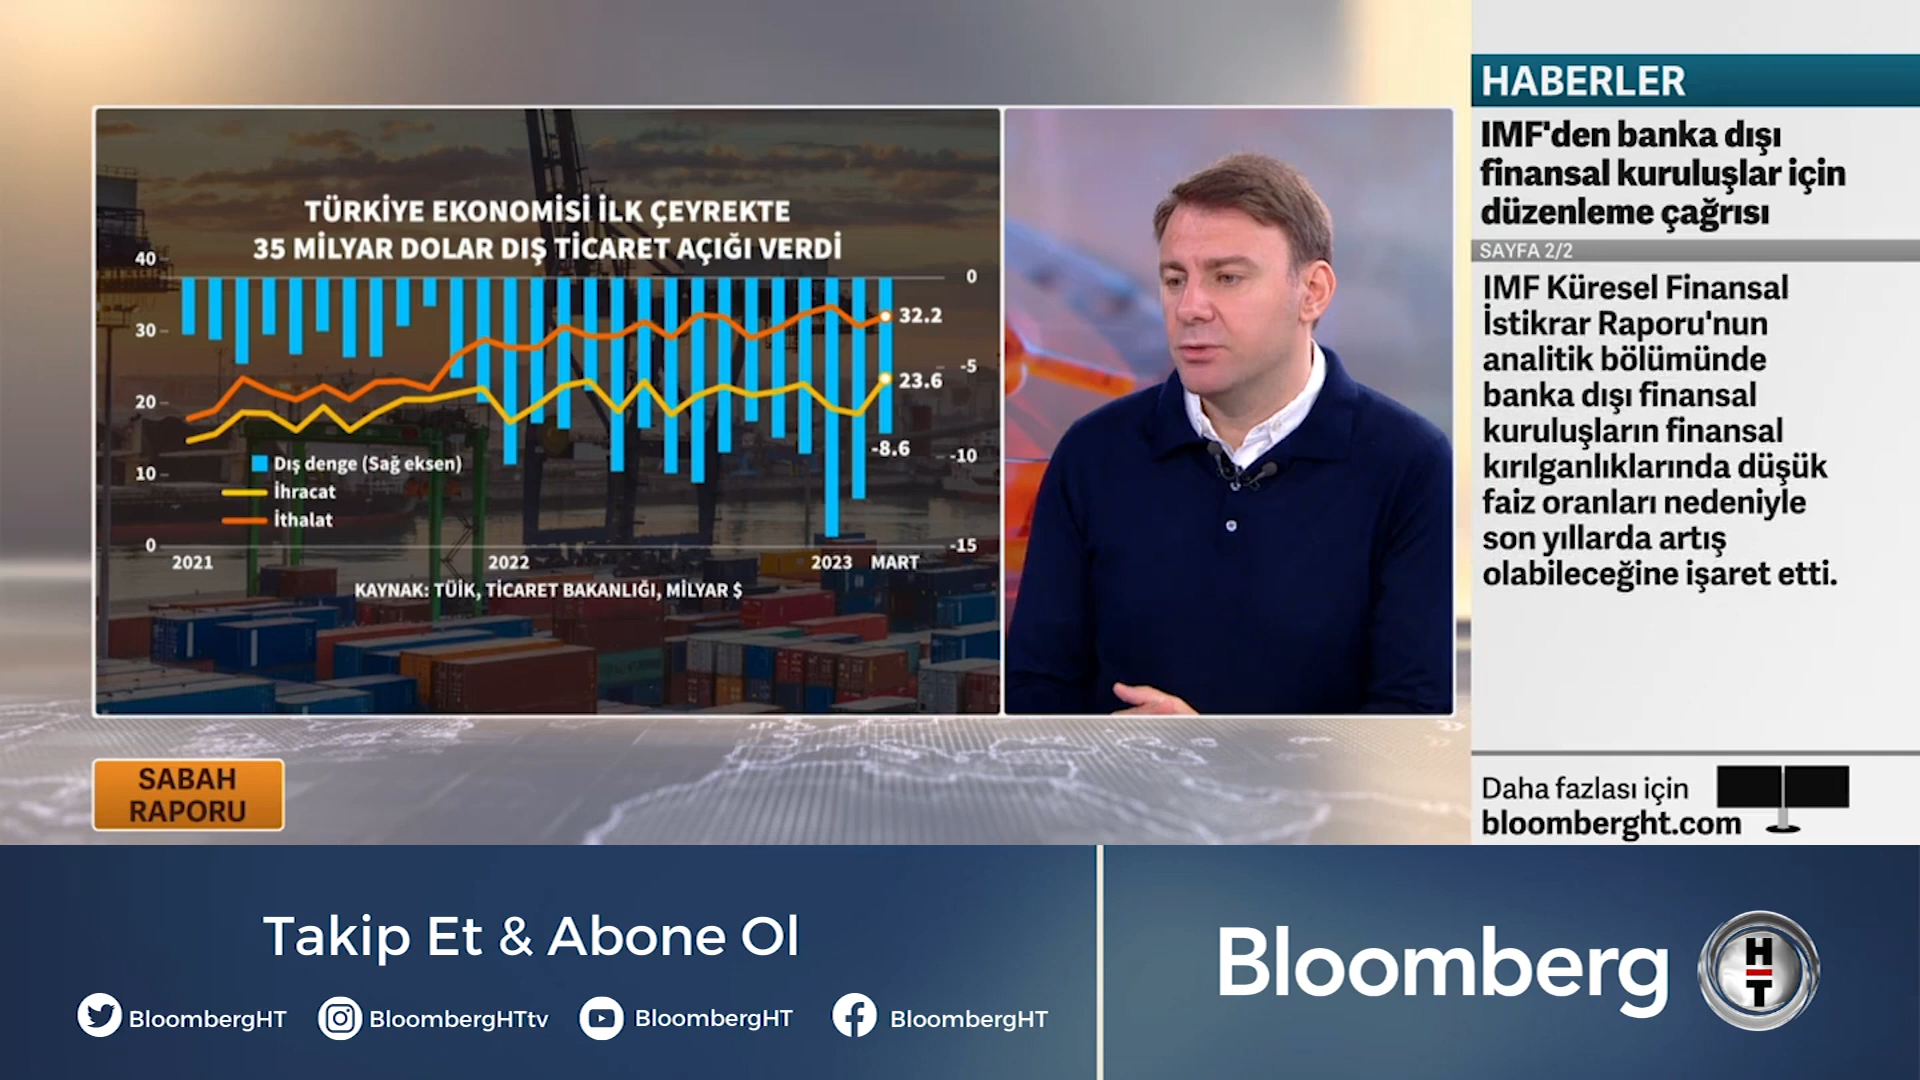 TÜRKİYE EKONOMİSİ İLK ÇEYREKTE
35 MİLYAR DOLAR DIŞ TİCARET AÇIĞI VERDİ
40
30
20
10
0
0
-5
-10
-15
32.2
23.6
-8.6
Dış denge (Sağ eksen)
İhracat
İthalat
2021
2022
2023
MART
KAYNAK: TÜİK, TİCARET BAKANLIĞI, MİLYAR $
SABAH
RAPORU
HABERLER
IMF'den banka dışı
finansal kuruluşlar için
düzenleme çağrısı
SAYFA 2/2
IMF Küresel Finansal
İstikrar Raporu'nun
analitik bölümünde
banka dışı finansal
kuruluşların finansal
kırılganlıklarında düşük
faiz oranları nedeniyle
son yıllarda artış
olabileceğine işaret etti.
Daha fazlası için
bloomberght.com
Takip Et & Abone Ol
BloombergHT
BloombergHTtv
BloombergHT
BloombergHT
Bloomberg
HT